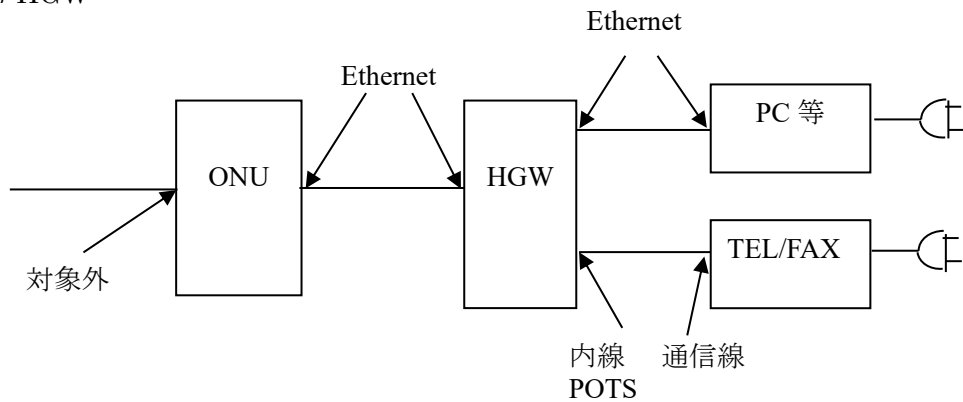 / HGW
Ethernet
Ethernet
PC 等
ONU
HGW
TEL/FAX
対象外
内線
POTS
通信線